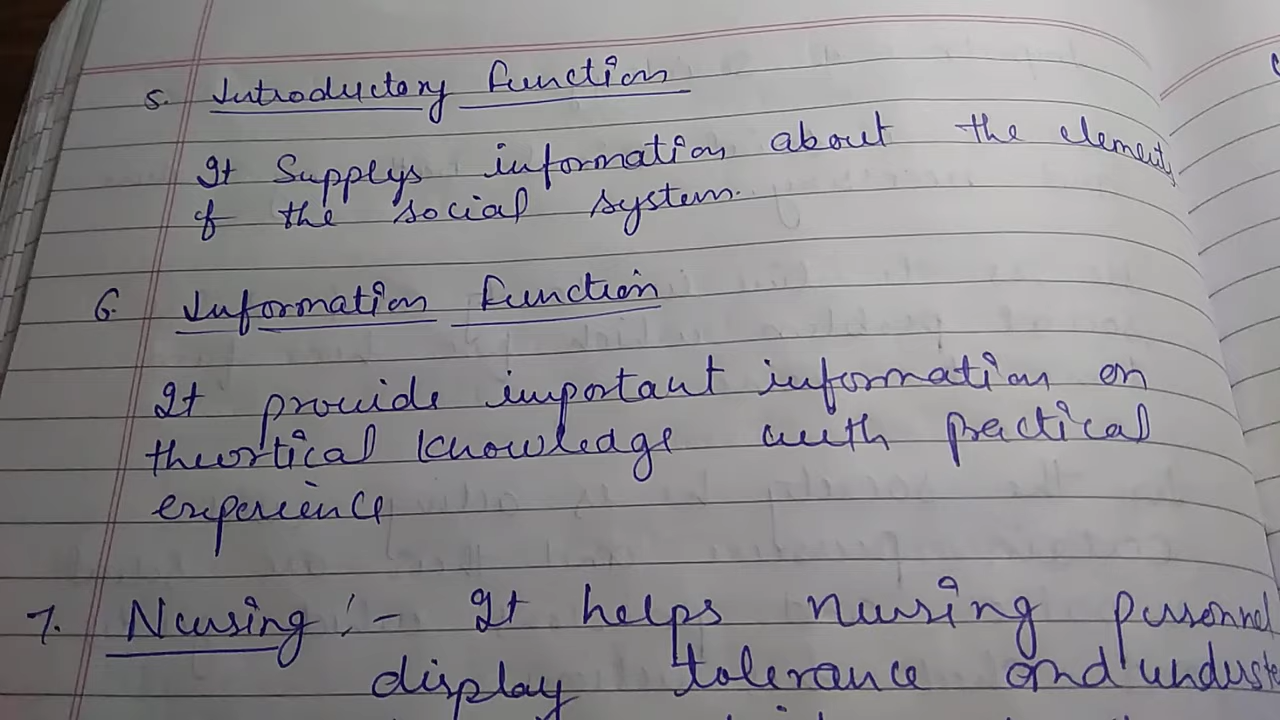 5. Introductory Function
It Supplys information about the elements
of the social system.
6. Information Function
It provide important information on
theortical knowledge with practical
experience
7. Nursing :- It helps nursing personnel
display tolerance and underste